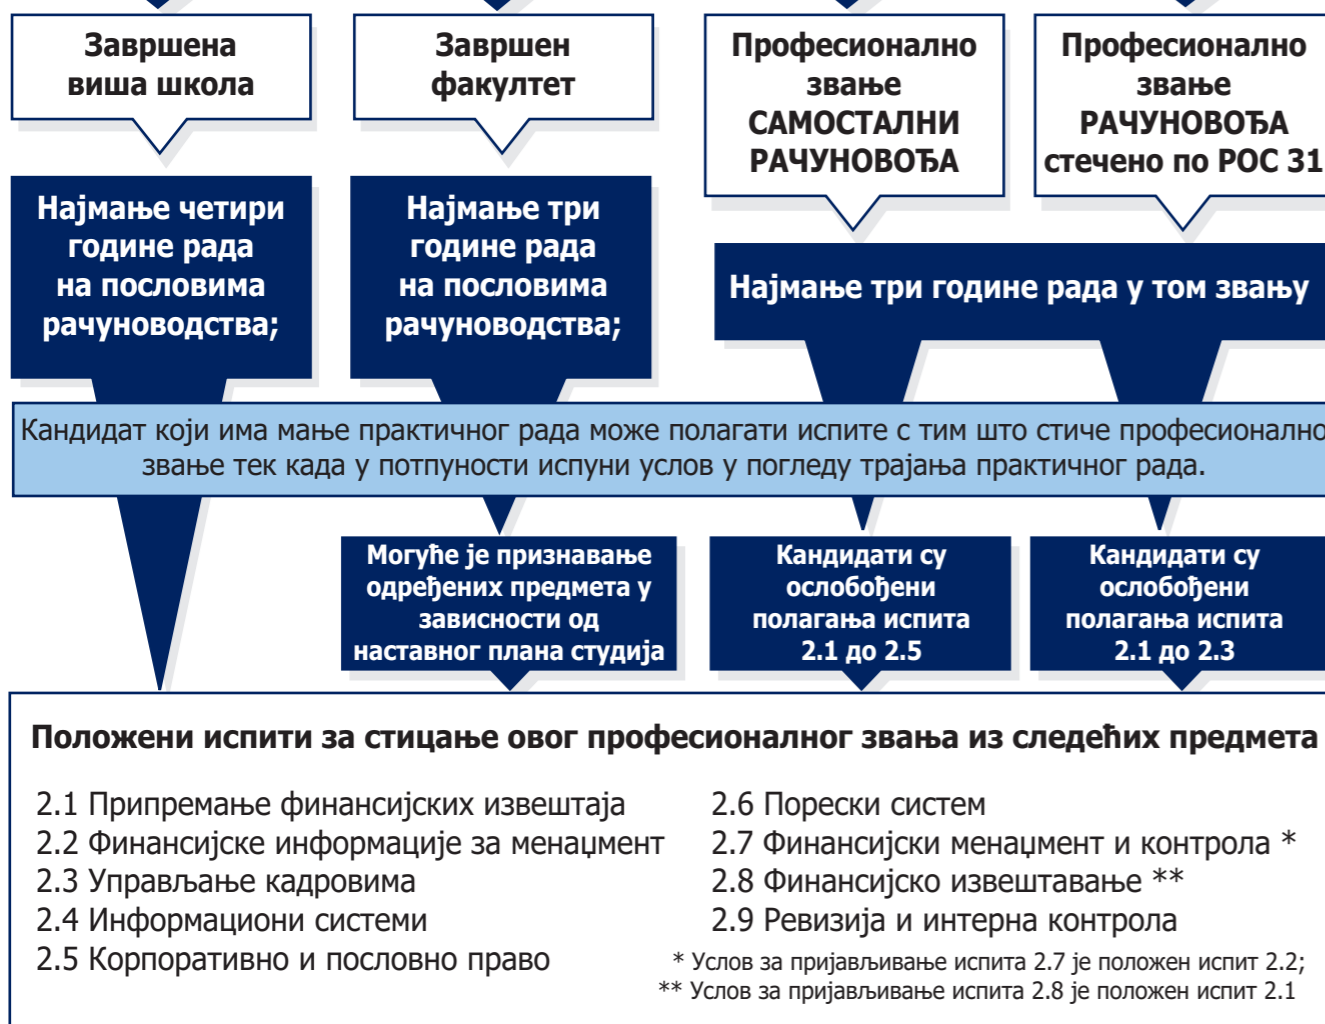 Завршена
виша школа
Завршен
факултет
Професионално
звање
САМОСТАЛНИ
РАЧУНОВОЂА
Професионално
звање
РАЧУНОВОЂА
стечено по РОС 31
Најмање четири
године рада
на пословима
рачуноводства;
Најмање три
године рада
на пословима
рачуноводства;
Најмање три године рада у том звању
Кандидат који има мање практичног рада може полагати испите с тим што стиче професионално
звање тек када у потпуности испуни услов у погледу трајања практичног рада.
Могуће је признавање
одређених предмета у
зависности од
наставног плана студија
Кандидати су
ослобођени
полагања испита
2.1 до 2.5
Кандидати су
ослобођени
полагања испита
2.1 до 2.3
Положени испити за стицање овог професионалног звања из следећих предмета
2.1 Припремање финансијских извештаја
2.2 Финансијске информације за менаџмент
2.3 Управљање кадровима
2.4 Информациони системи
2.5 Корпоративно и пословно право
2.6 Порески систем
2.7 Финансијски менаџмент и контрола *
2.8 Финансијско извештавање **
2.9 Ревизија и интерна контрола
* Услов за пријављивање испита 2.7 је положен испит 2.2;
** Услов за пријављивање испита 2.8 је положен испит 2.1